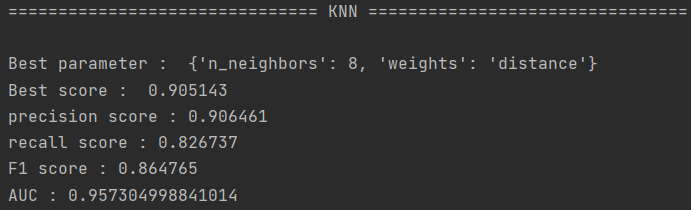 ============================== KNN ===============================
Best parameter :  {'n_neighbors': 8, 'weights': 'distance'}
Best score :  0.905143
precision score : 0.906461
recall score : 0.826737
F1 score : 0.864765
AUC : 0.957304998841014